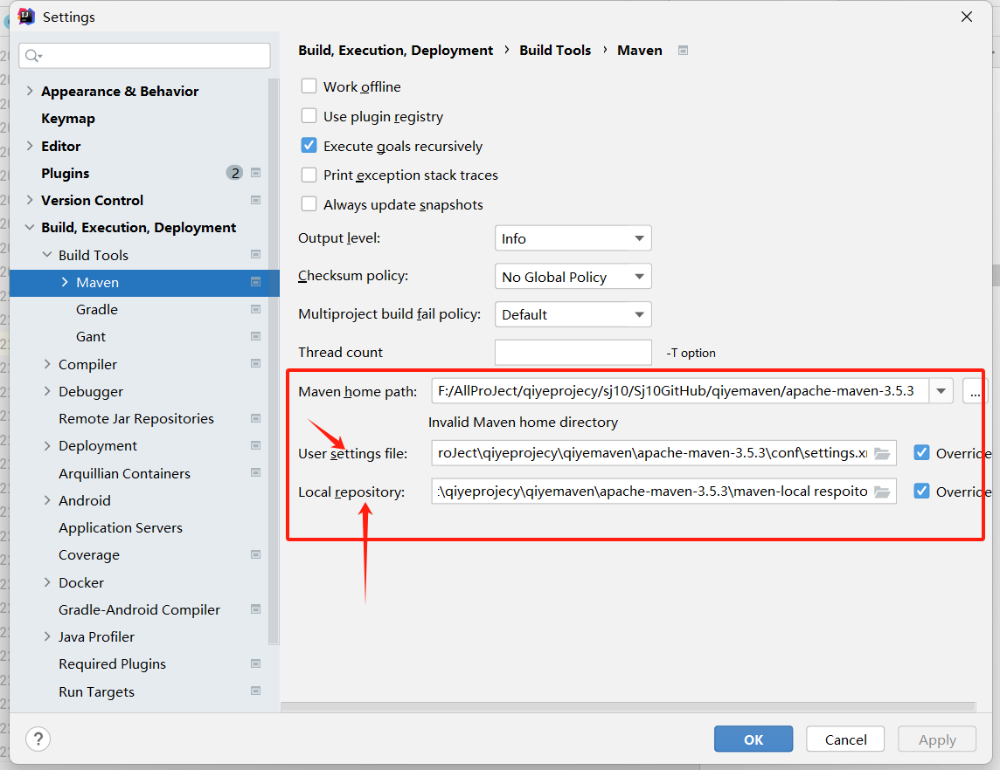 Settings
Build, Execution, Deployment › Build Tools › Maven
Appearance & Behavior
Keymap
Editor
Plugins 2
Version Control
Build, Execution, Deployment
Build Tools
Maven
Gradle
Gant
Compiler
Debugger
Remote Jar Repositories
Deployment
Arquillian Containers
Android
Application Servers
Coverage
Docker
Gradle-Android Compiler
Java Profiler
Required Plugins
Run Targets
Work offline
Use plugin registry
Execute goals recursively
Print exception stack traces
Always update snapshots
Output level: Info
Checksum policy: No Global Policy
Multiproject build fail policy: Default
Thread count -T option
Maven home path: F:/AllProJect/qiyeprojecy/sj10/Sj10GitHub/qiyemaven/apache-maven-3.5.3 ...
Invalid Maven home directory
User settings file: roJect\qiyeprojecy\qiyemaven\apache-maven-3.5.3\conf\settings.x Override
Local repository: :\qiyeprojecy\qiyemaven\apache-maven-3.5.3\maven-local respoito Override
? OK Cancel Apply